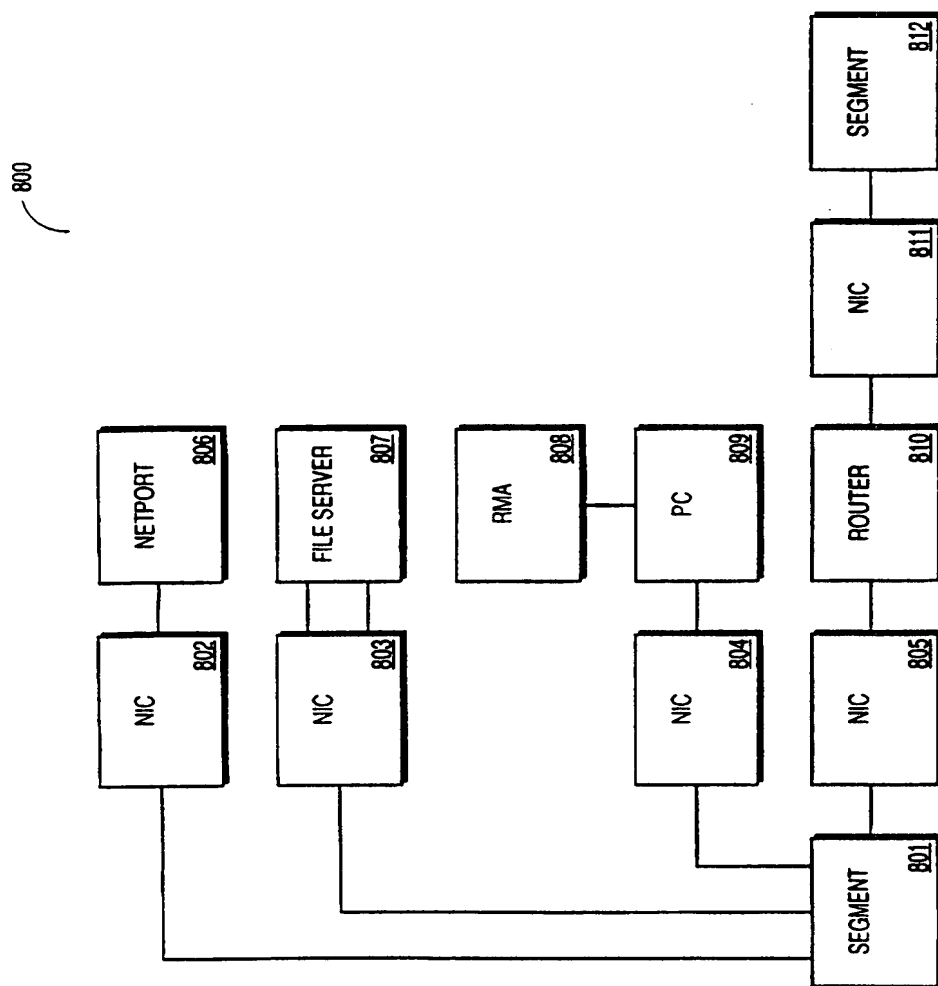 800
NETPORT
806
FILE SERVER
807
RMA
808
PC
809
ROUTER
810
NIC
811
SEGMENT
812
NIC
802
NIC
803
NIC
804
NIC
805
SEGMENT
801